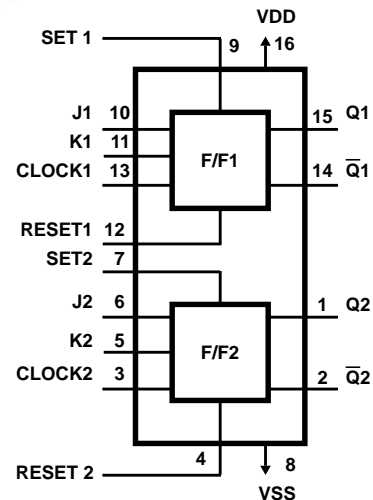 VDD
SET 1
9
16
J1 10
15 Q1
K1 11
F/F1
CLOCK1 13
14 Q̅1
RESET1 12
SET2 7
J2 6
1 Q2
K2 5
F/F2
CLOCK2 3
2 Q̅2
4
8
RESET 2
VSS